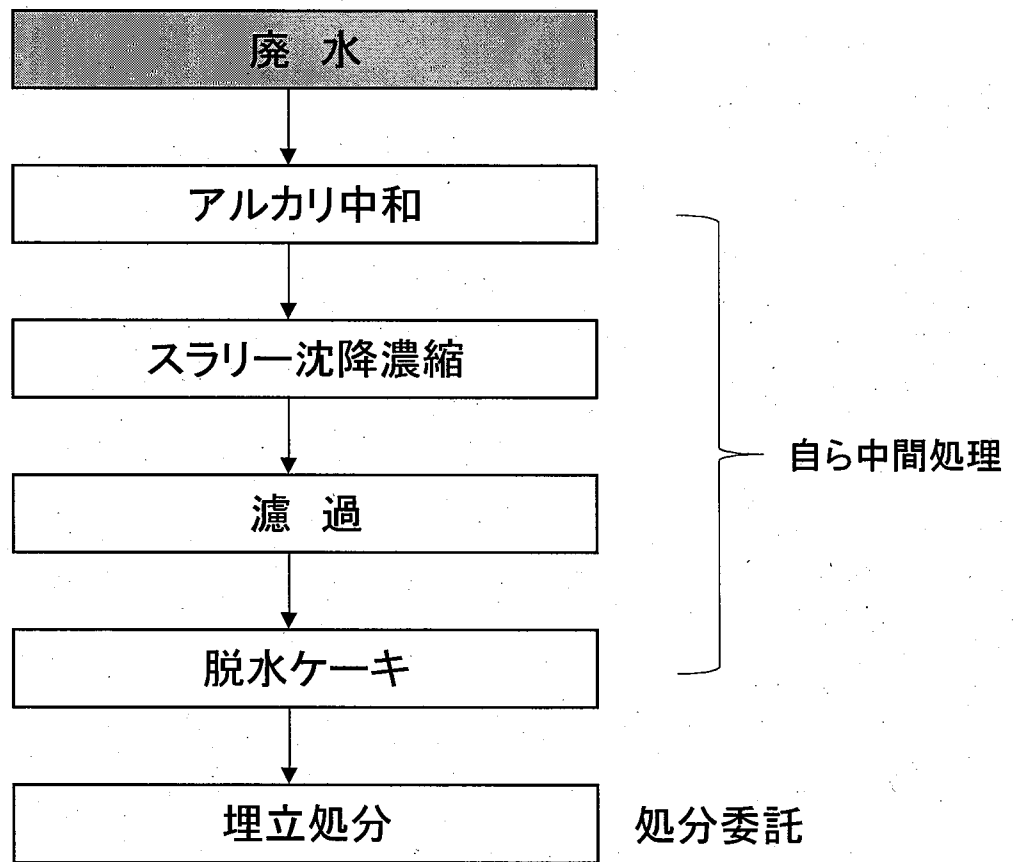 廃 水
アルカリ中和
スラリー沈降濃縮
濾 過
脱水ケーキ
自ら中間処理
埋立処分
処分委託